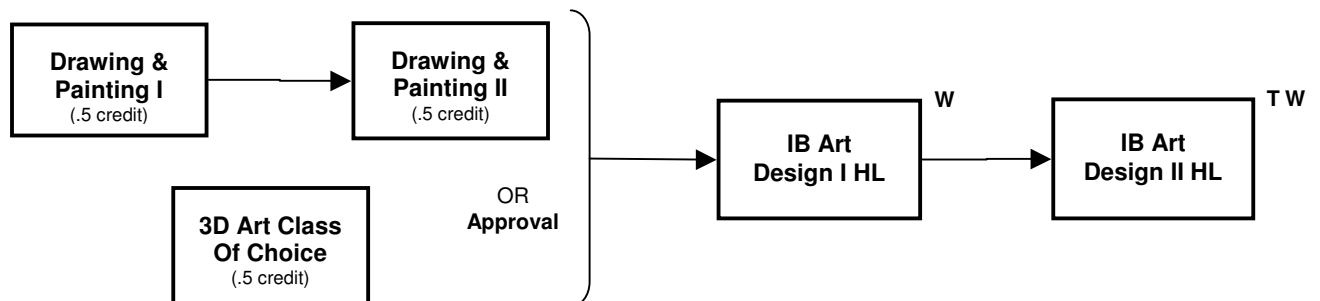 Drawing &
Painting I
(.5 credit)
Drawing &
Painting II
(.5 credit)
3D Art Class
Of Choice
(.5 credit)
OR
Approval
IB Art
Design I HL
W
IB Art
Design II HL
T W